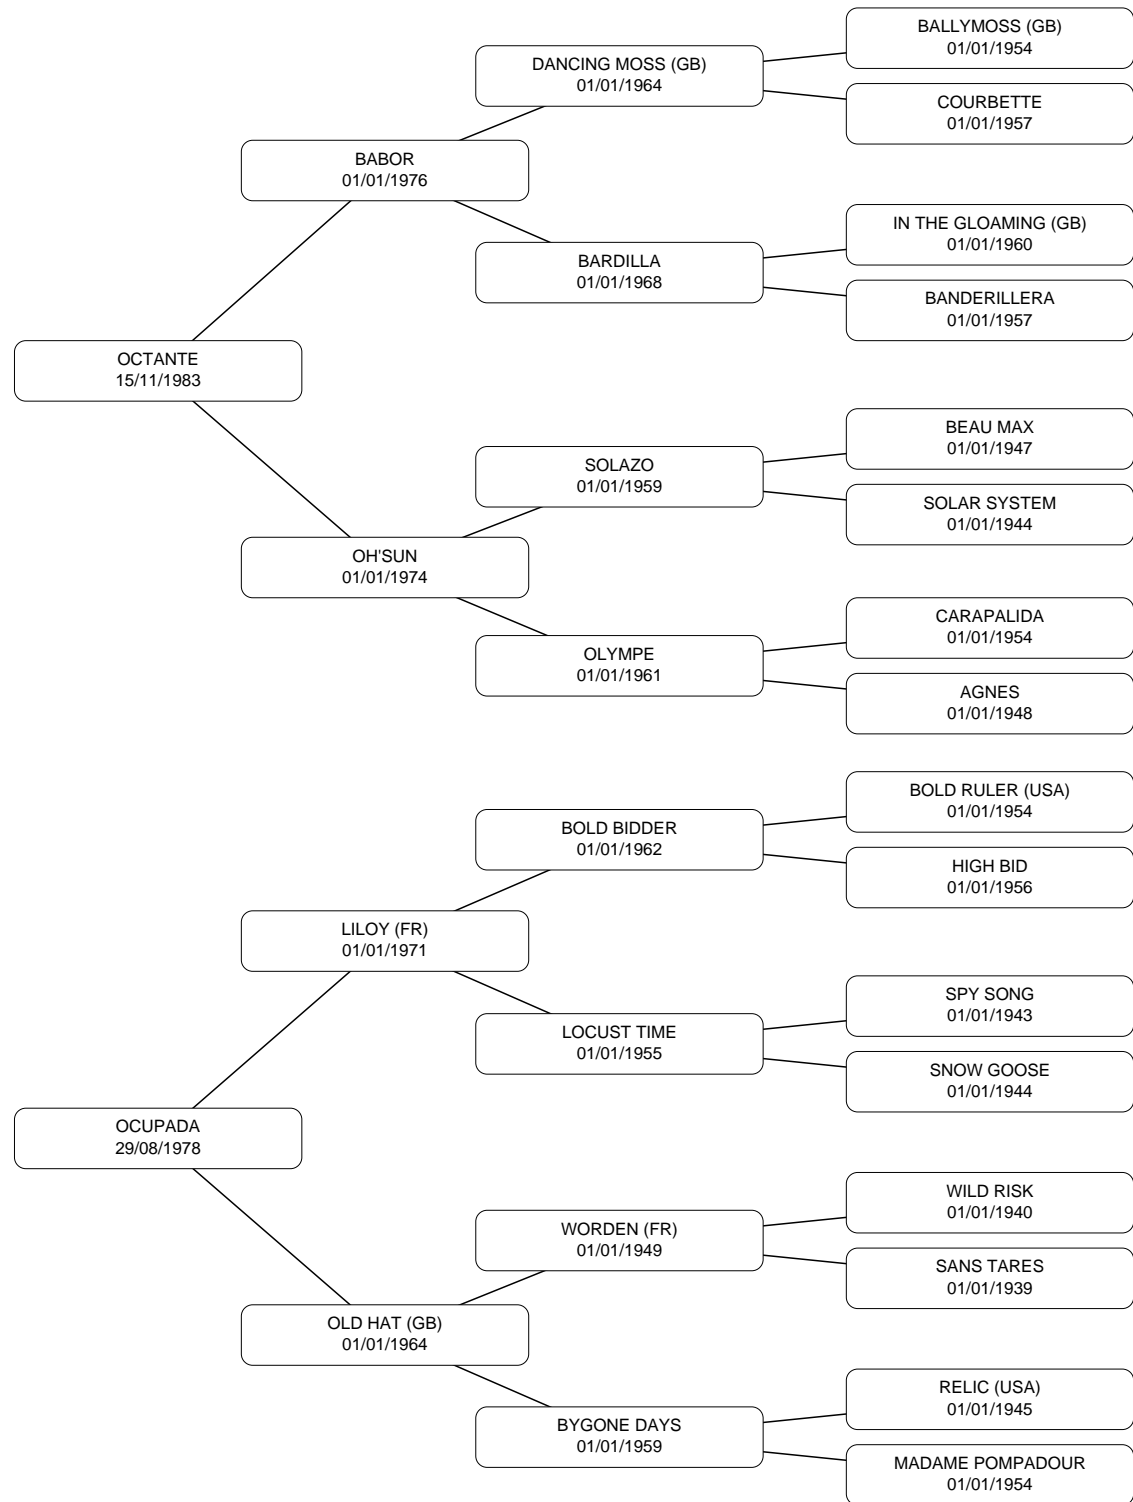 BALLYMOSS (GB)
01/01/1954
DANCING MOSS (GB)
01/01/1964
COURBETTE
01/01/1957
BABOR
01/01/1976
IN THE GLOAMING (GB)
01/01/1960
BARDILLA
01/01/1968
BANDERILLERA
01/01/1957
OCTANTE
15/11/1983
BEAU MAX
01/01/1947
SOLAZO
01/01/1959
SOLAR SYSTEM
01/01/1944
OH'SUN
01/01/1974
CARAPALIDA
01/01/1954
OLYMPE
01/01/1961
AGNES
01/01/1948
BOLD RULER (USA)
01/01/1954
BOLD BIDDER
01/01/1962
HIGH BID
01/01/1956
LILOY (FR)
01/01/1971
SPY SONG
01/01/1943
LOCUST TIME
01/01/1955
SNOW GOOSE
01/01/1944
OCUPADA
29/08/1978
WILD RISK
01/01/1940
WORDEN (FR)
01/01/1949
SANS TARES
01/01/1939
OLD HAT (GB)
01/01/1964
RELIC (USA)
01/01/1945
BYGONE DAYS
01/01/1959
MADAME POMPADOUR
01/01/1954